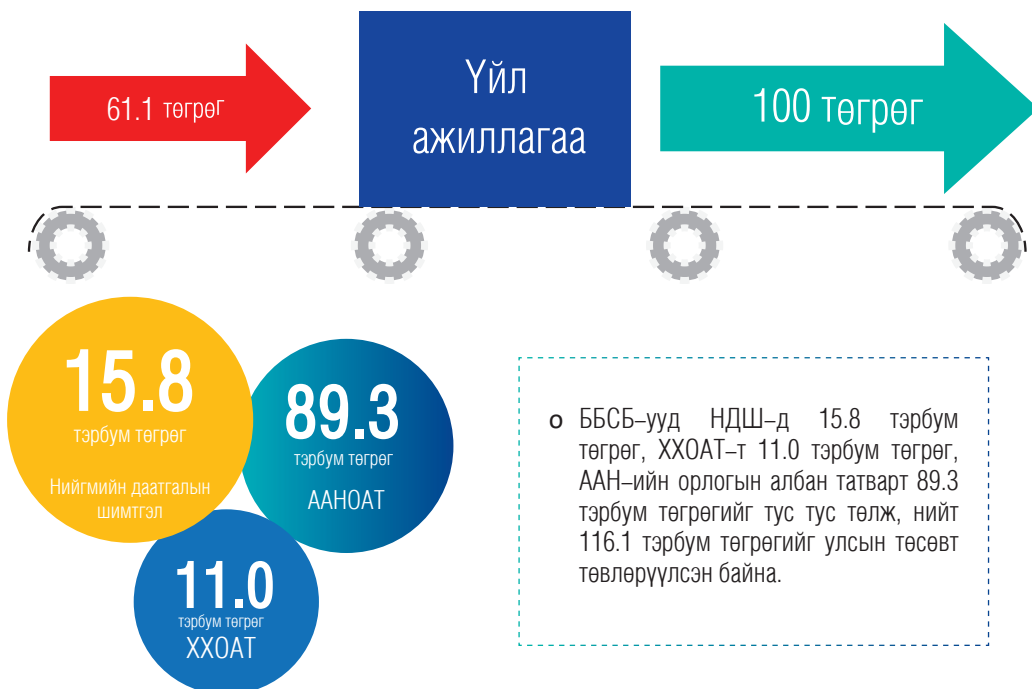 61.1 төгрөг
Үйл
ажиллагаа
100 төгрөг
15.8
тэрбум төгрөг
Нийгмийн даатгалын
шимтгэл
89.3
тэрбум төгрөг
ААНОАТ
11.0
тэрбум төгрөг
ХХОАТ
o ББСБ–ууд НДШ–д 15.8 тэрбум
төгрөг, ХХОАТ–т 11.0 тэрбум төгрөг,
ААН–ийн орлогын албан татварт 89.3
тэрбум төгрөгийг тус тус төлж, нийт
116.1 тэрбум төгрөгийг улсын төсөвт
төвлөрүүлсэн байна.